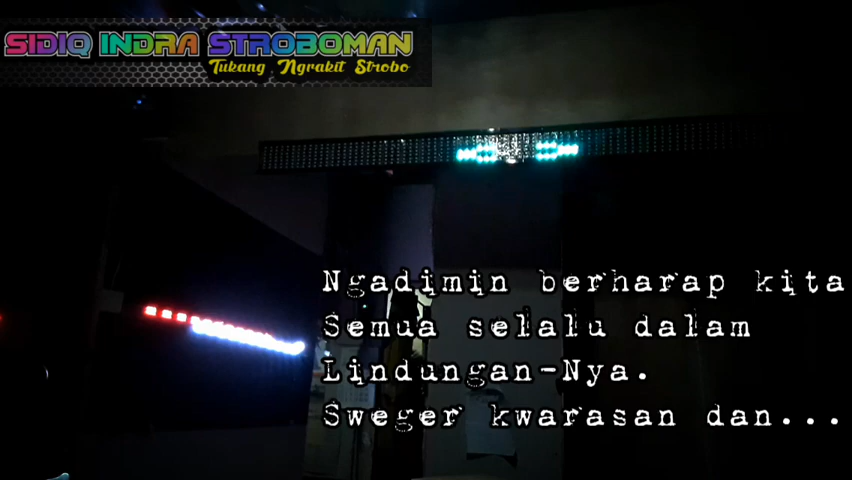 SIDIQ INDRA STROBOMAN
Tukang Ngrakit Strobo
Ngadimin berharap kita
Semua selalu dalam
Lindungan-Nya.
Sweger kwarasan dan...